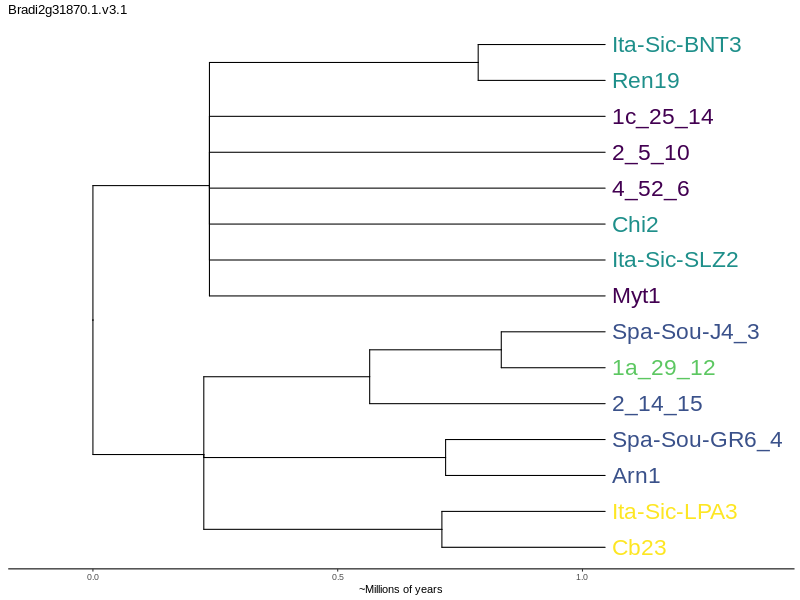 Bradi2g31870.1.v3.1
Ita-Sic-BNT3
Ren19
1c_25_14
2_5_10
4_52_6
Chi2
Ita-Sic-SLZ2
Myt1
Spa-Sou-J4_3
1a_29_12
2_14_15
Spa-Sou-GR6_4
Arn1
Ita-Sic-LPA3
Cb23
0.0 0.5 1.0
~Millions of years